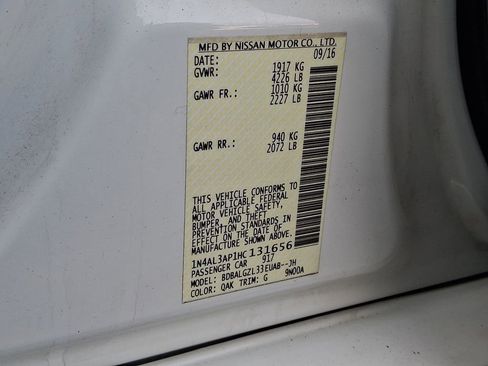 MFD BY NISSAN MOTOR CO., LTD.
DATE: 09/16
GVWR: 1917 KG
4226 LB
GAWR FR.: 1010 KG
2227 LB
GAWR RR.: 940 KG
2072 LB
THIS VEHICLE CONFORMS TO
ALL APPLICABLE FEDERAL
MOTOR VEHICLE SAFETY,
BUMPER, AND THEFT
PREVENTION STANDARDS IN
EFFECT ON THE DATE OF
MANUFACTURE SHOWN ABOVE.
1N4AL3AP1HC131656
PASSENGER CAR 917
MODEL: BDBALGZL33EUAB--JH
COLOR: QAK TRIM: G 9N00A